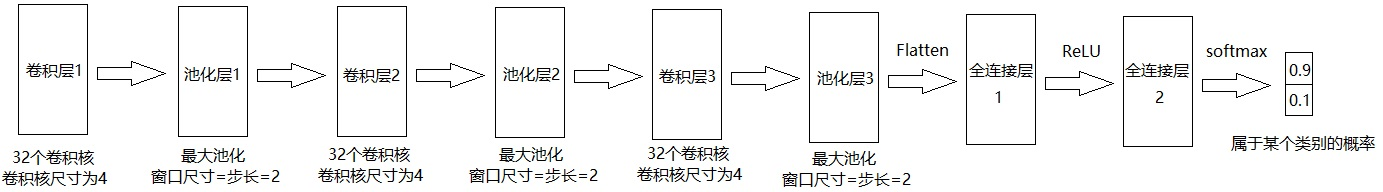 卷积层1
池化层1
卷积层2
池化层2
卷积层3
池化层3
Flatten
全连接层
1
ReLU
全连接层
2
softmax
0.9
0.1
32个卷积核
卷积核尺寸为4
最大池化
窗口尺寸=步长=2
32个卷积核
卷积核尺寸为4
最大池化
窗口尺寸=步长=2
32个卷积核
卷积核尺寸为4
最大池化
窗口尺寸=步长=2
属于某个类别的概率